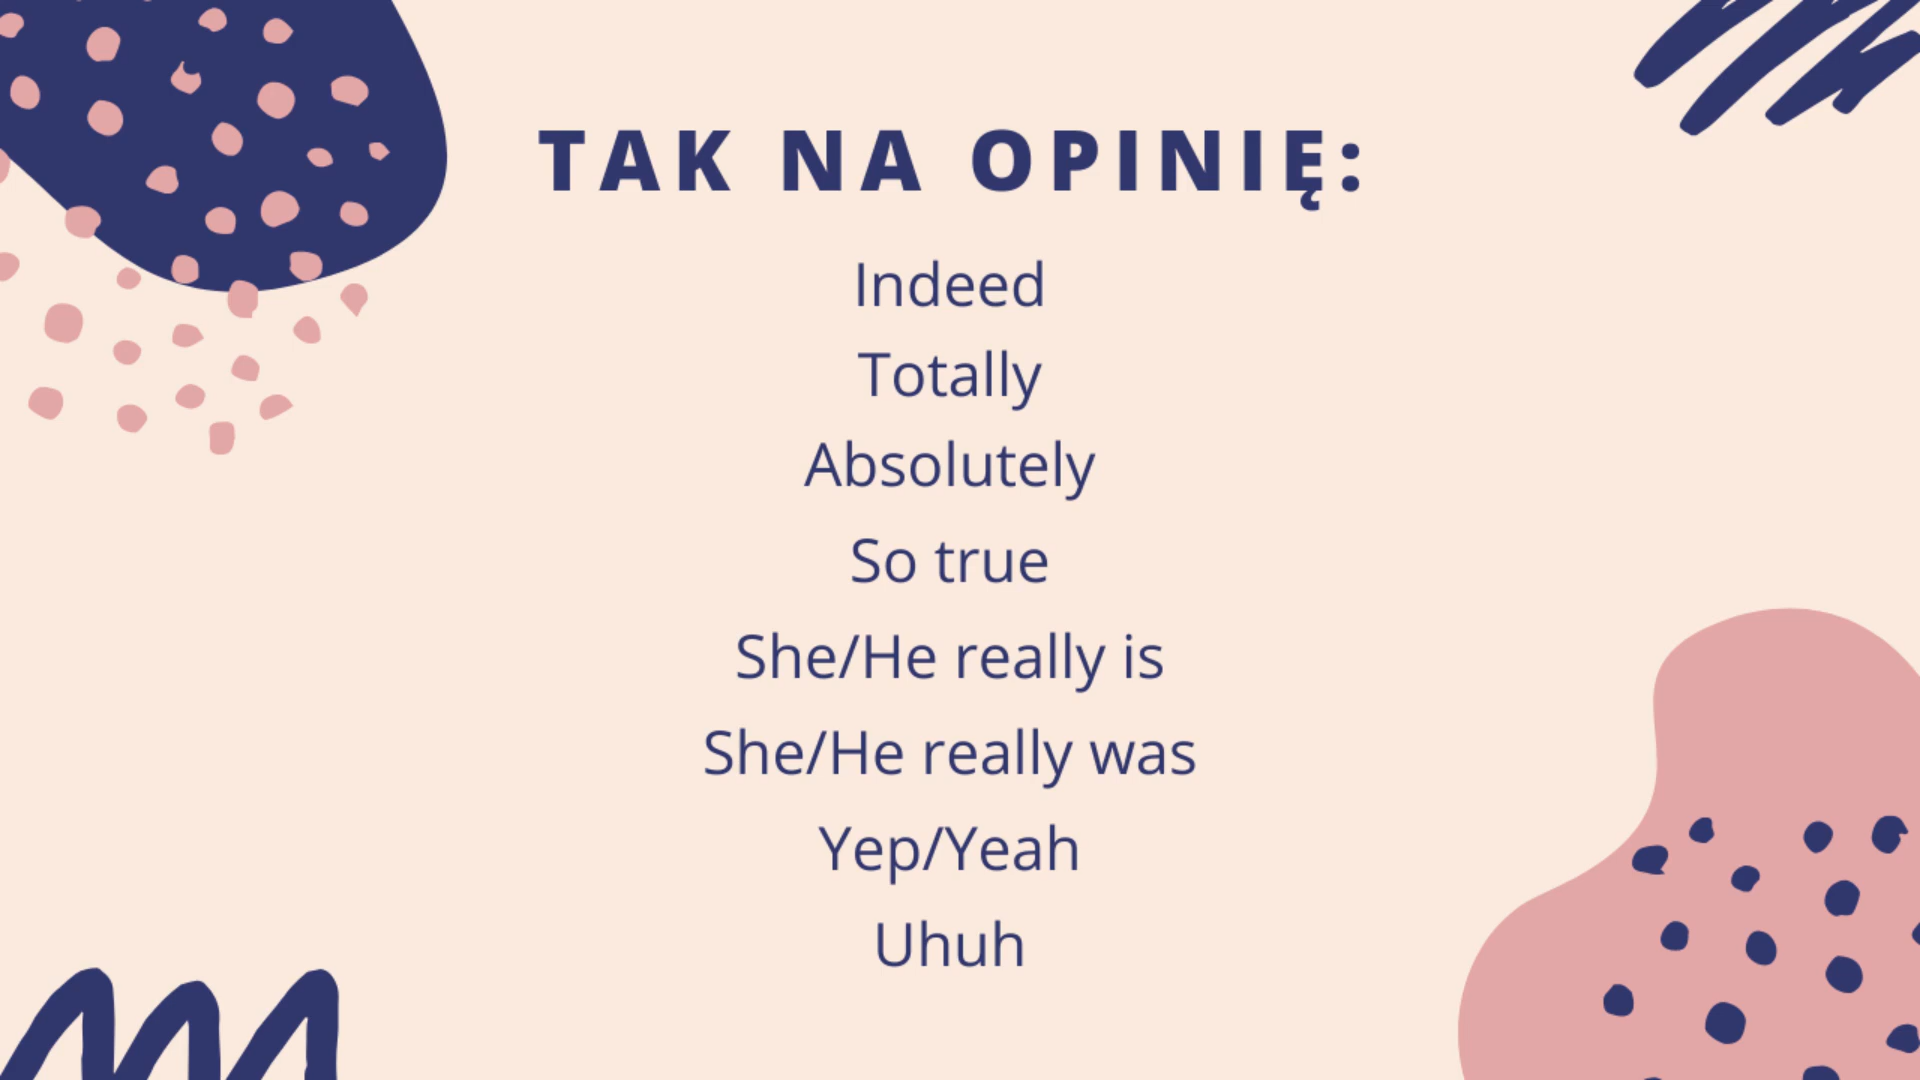 TAK NA OPINIĘ:
Indeed
Totally
Absolutely
So true
She/He really is
She/He really was
Yep/Yeah
Uhuh